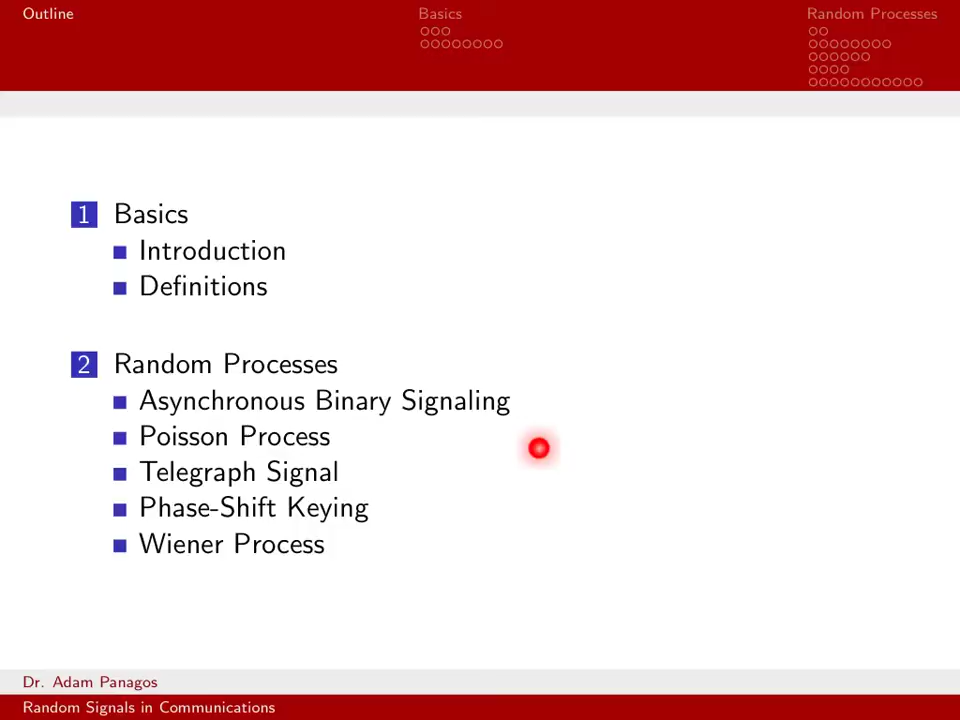 Outline
Basics
Random Processes
1 Basics
Introduction
Definitions
2 Random Processes
Asynchronous Binary Signaling
Poisson Process
Telegraph Signal
Phase-Shift Keying
Wiener Process
Dr. Adam Panagos
Random Signals in Communications